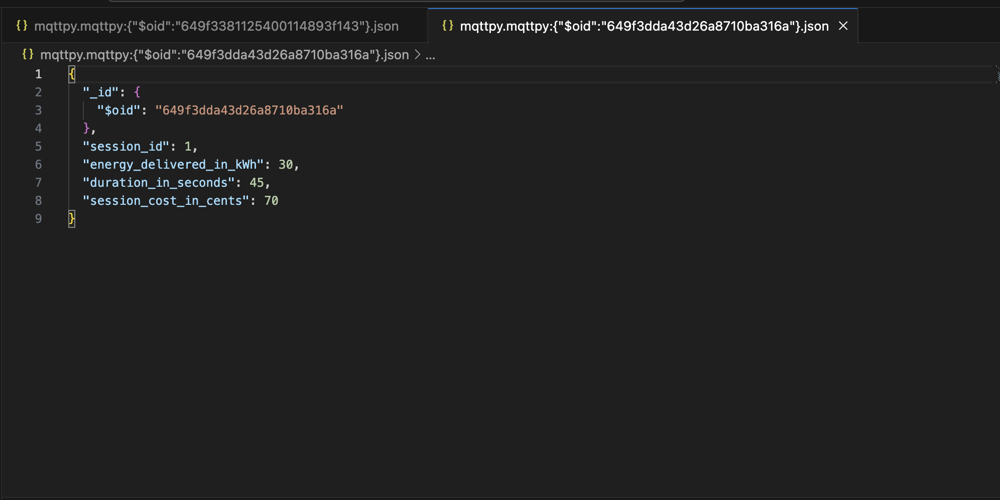 {} mqttpy.mqttpy:{"$oid":"649f3381125400114893f143"}.json
{} mqttpy.mqttpy:{"$oid":"649f3dda43d26a8710ba316a"}.json
{} mqttpy.mqttpy:{"$oid":"649f3dda43d26a8710ba316a"}.json > ...
1 {
2   "_id": {
3     "$oid": "649f3dda43d26a8710ba316a"
4   },
5   "session_id": 1,
6   "energy_delivered_in_kWh": 30,
7   "duration_in_seconds": 45,
8   "session_cost_in_cents": 70
9 }